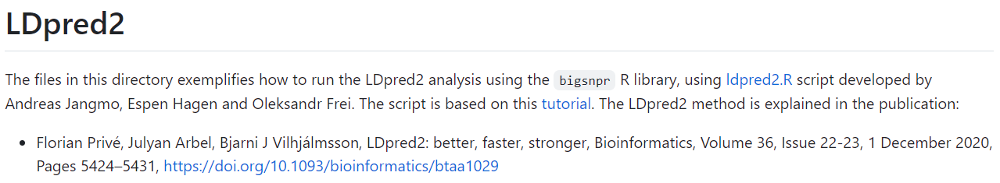 LDpred2
The files in this directory exemplifies how to run the LDpred2 analysis using the bigsnpr R library, using ldpred2.R script developed by
Andreas Jangmo, Espen Hagen and Oleksandr Frei. The script is based on this tutorial. The LDpred2 method is explained in the publication:
• Florian Privé, Julyan Arbel, Bjarni J Vilhjálmsson, LDpred2: better, faster, stronger, Bioinformatics, Volume 36, Issue 22-23, 1 December 2020,
Pages 5424–5431, https://doi.org/10.1093/bioinformatics/btaa1029